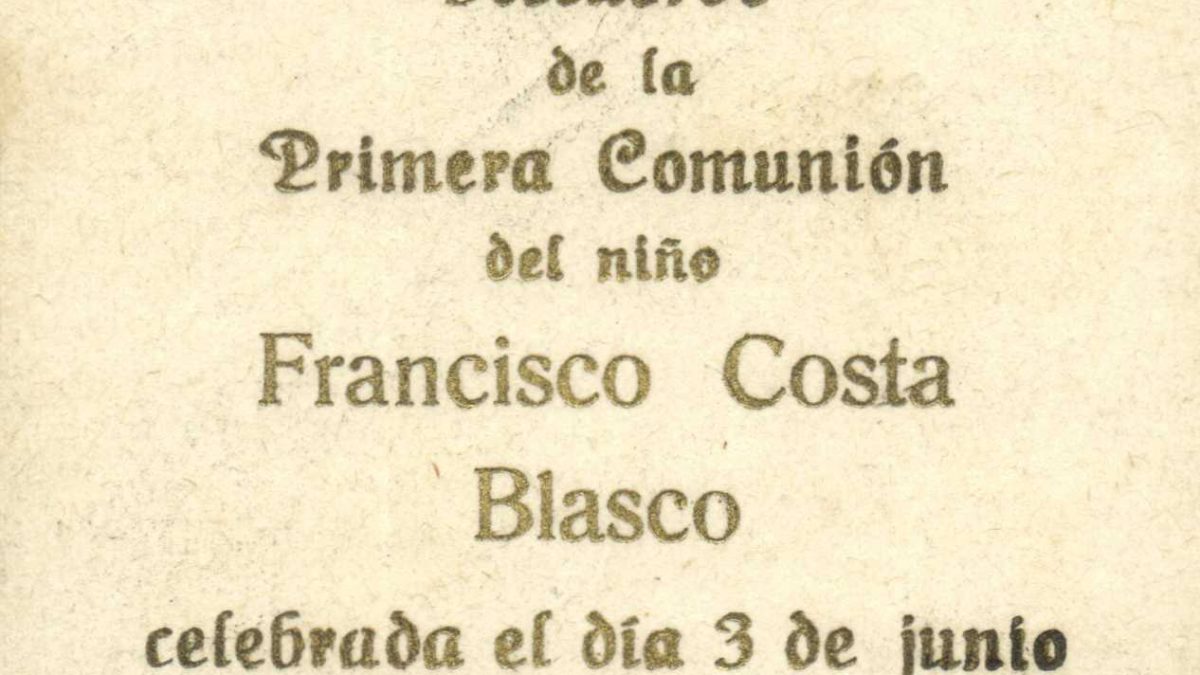 de la
Primera Comunión
del niño
Francisco Costa
Blasco
celebrada el día 3 de junio